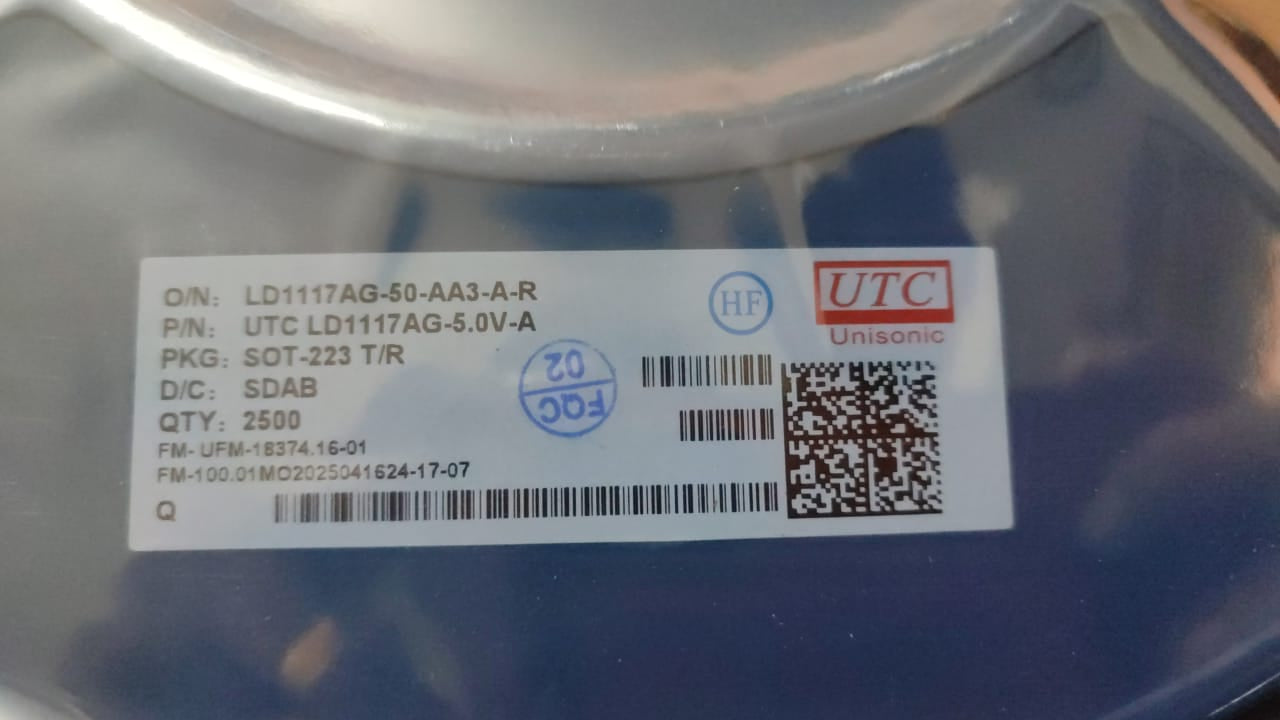 O/N: LD1117AG-50-AA3-A-R
P/N: UTC LD1117AG-5.0V-A
PKG: SOT-223 T/R
D/C: SDAB
QTY: 2500
FM- UFM-18374.16-01
FM-100.01MO2025041624-17-07
Q
HF
UTC
Unisonic
FQC
02